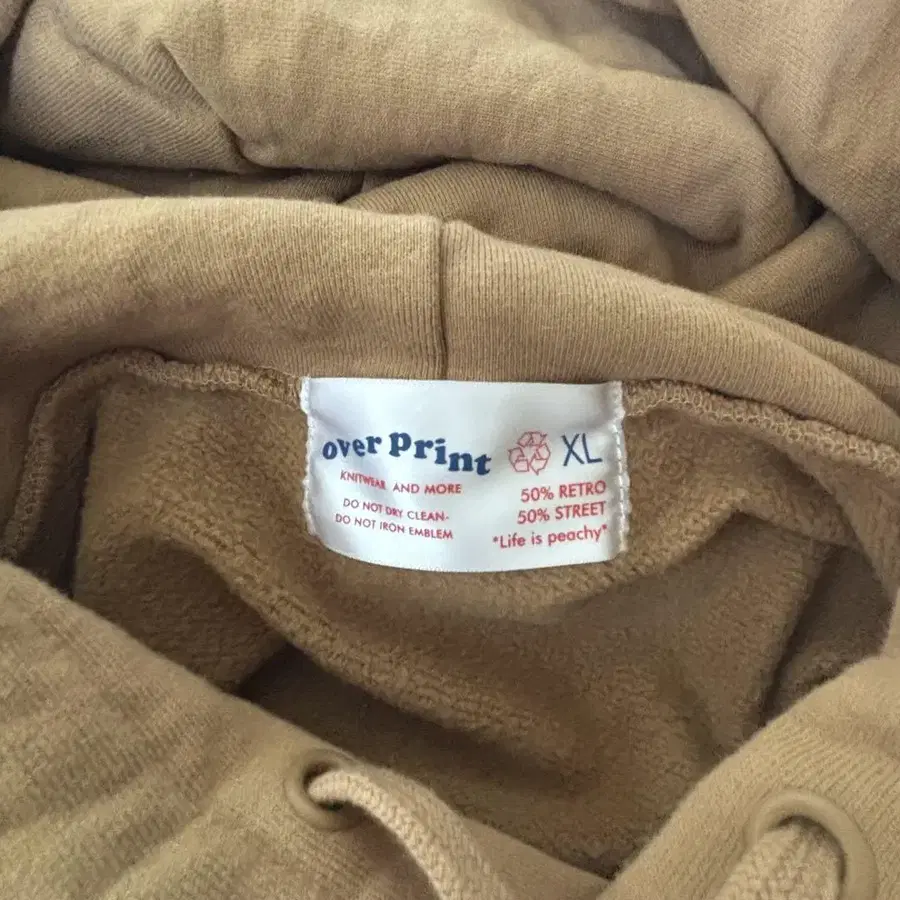 over print
KNITWEAR AND MORE
DO NOT DRY CLEAN-
DO NOT IRON EMBLEM
XL
50% RETRO
50% STREET
"Life is peachy"